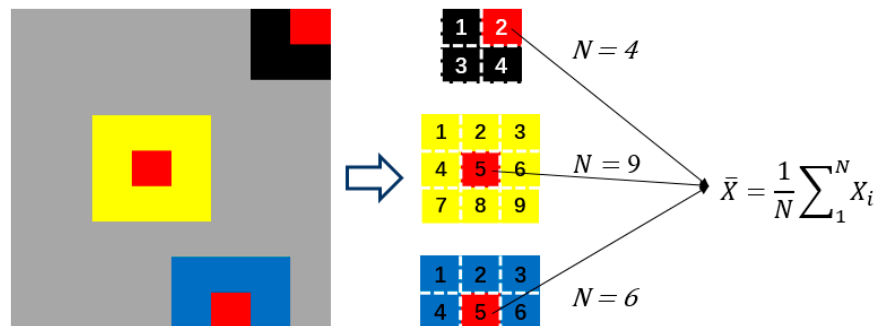 1 2
3 4
N = 4
1 2 3
4 5 6
7 8 9
N = 9
X̄ = 1/N ∑₁ᴺ Xᵢ
1 2 3
4 5 6
N = 6